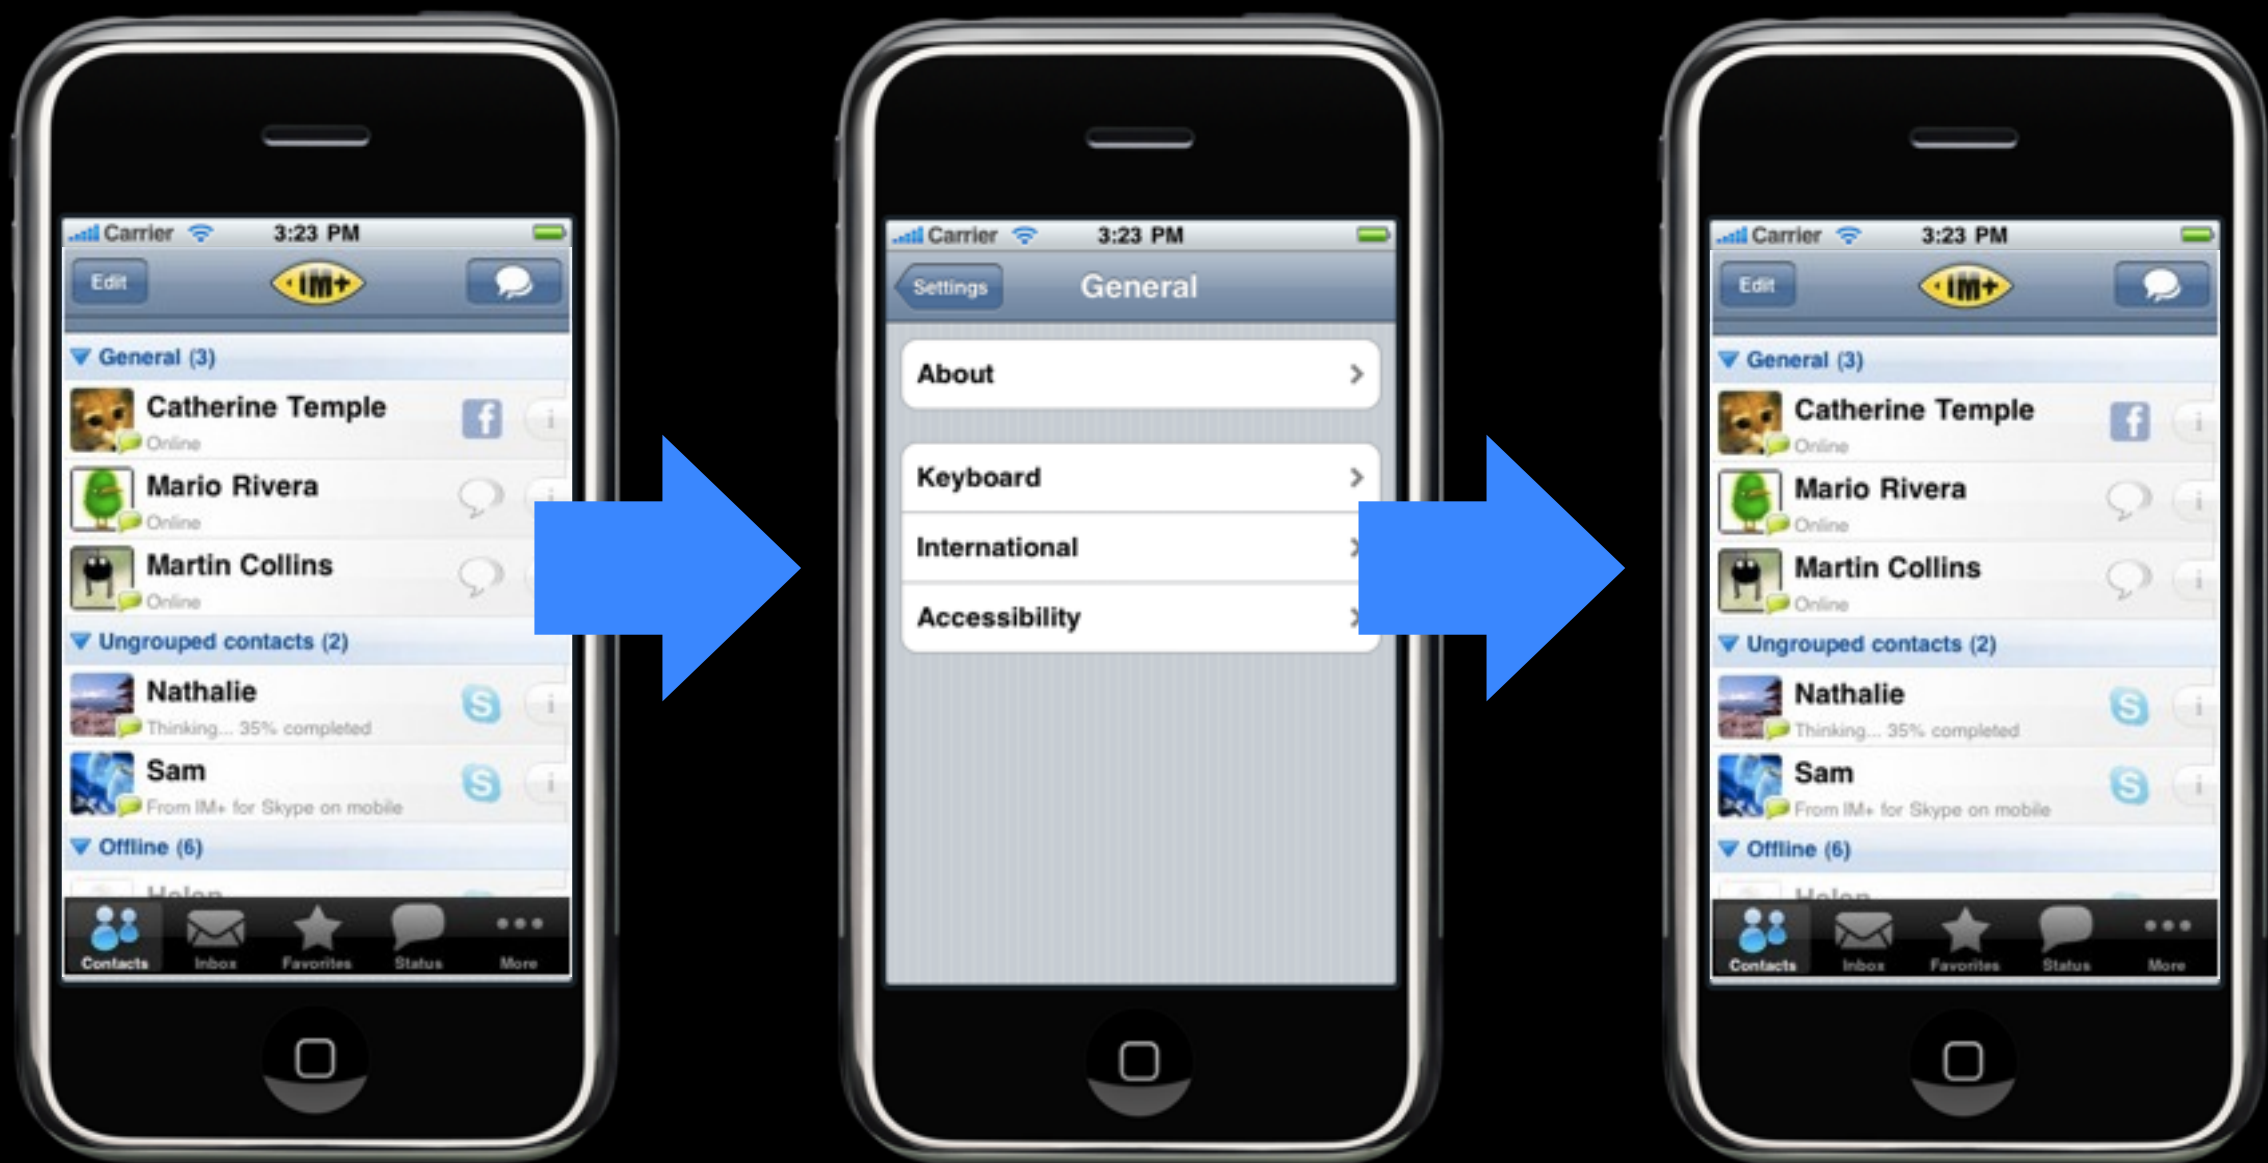 Carrier 3:23 PM
Edit IM+
General (3)
Catherine Temple
Online
Mario Rivera
Online
Martin Collins
Online
Ungrouped contacts (2)
Nathalie
Thinking... 35% completed
Sam
From IM+ for Skype on mobile
Offline (6)
Helen
Contacts Inbox Favorites Status More
Carrier 3:23 PM
Settings General
About
Keyboard
International
Accessibility
Carrier 3:23 PM
Edit IM+
General (3)
Catherine Temple
Online
Mario Rivera
Online
Martin Collins
Online
Ungrouped contacts (2)
Nathalie
Thinking... 35% completed
Sam
From IM+ for Skype on mobile
Offline (6)
Helen
Contacts Inbox Favorites Status More